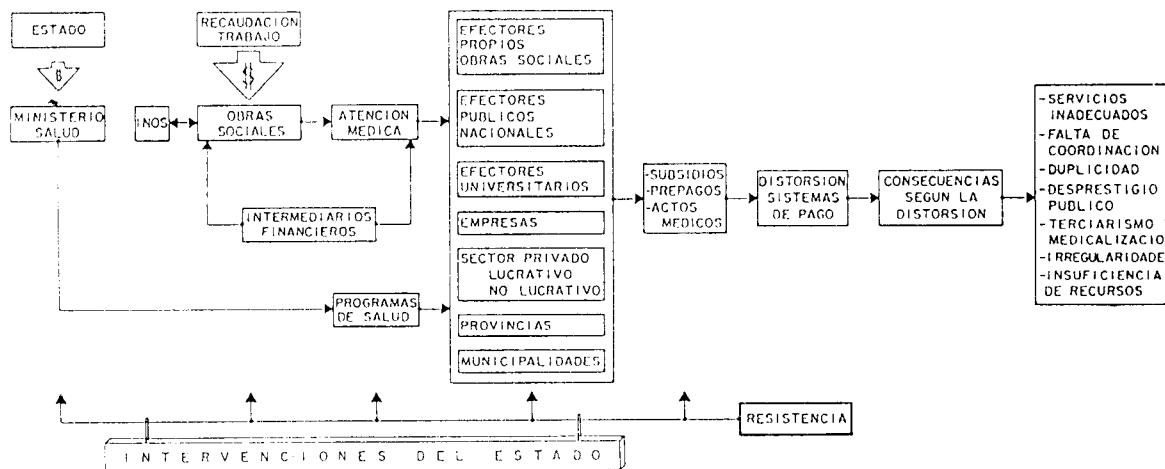 ESTADO
RECAUDACION
TRABAJO
MINISTERIO
SALUD
INOS
OBRAS
SOCIALES
ATENCION
MEDICA
INTERMEDIARIOS
FINANCIEROS
PROGRAMAS
DE SALUD
EFECTORES
PROPIOS
OBRAS SOCIALES
EFECTORES
PUBLICOS
NACIONALES
EFECTORES
UNIVERSITARIOS
EMPRESAS
SECTOR PRIVADO
LUCRATIVO
NO LUCRATIVO
PROVINCIAS
MUNICIPALIDADES
-SUBSIDIOS
-PREPAGOS
-ACTOS
MEDICOS
DISTORSION
SISTEMAS
DE PAGO
CONSECUENCIAS
SEGUN LA
DISTORSION
-SERVICIOS
INADECUADOS
-FALTA DE
COORDINACION
-DUPLICIDAD
-DESPRESTIGIO
PUBLICO
-TERCIARISMO
MEDICALIZACIO
-IRREGULARIDADE
-INSUFICIENCIA
DE RECURSOS
RESISTENCIA
INTERVENCIONES DEL ESTADO